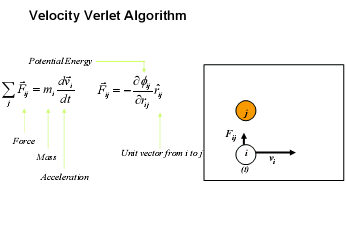 Velocity Verlet Algorithm
Potential Energy
∑_j F⃗_ij = m_i dv⃗_i/dt    F⃗_ij = −∂ϕ_ij/∂r_ij r̂_ij
Force
Mass
Acceleration
Unit vector from i to j
j
F_ij
i
v_i
(t)